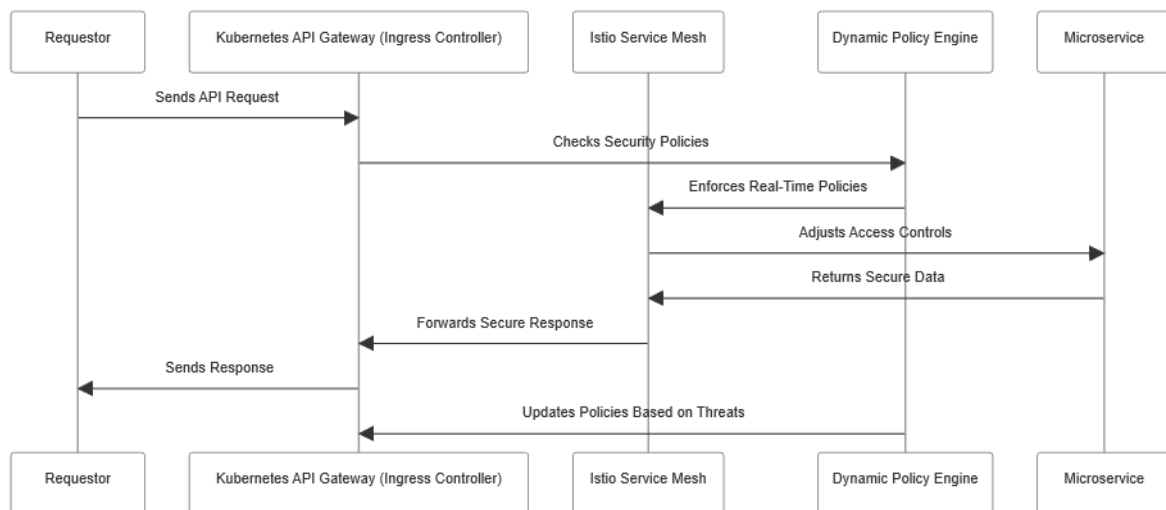 Requestor
Kubernetes API Gateway (Ingress Controller)
Istio Service Mesh
Dynamic Policy Engine
Microservice
Sends API Request
Checks Security Policies
Enforces Real-Time Policies
Adjusts Access Controls
Returns Secure Data
Forwards Secure Response
Sends Response
Updates Policies Based on Threats
Requestor
Kubernetes API Gateway (Ingress Controller)
Istio Service Mesh
Dynamic Policy Engine
Microservice